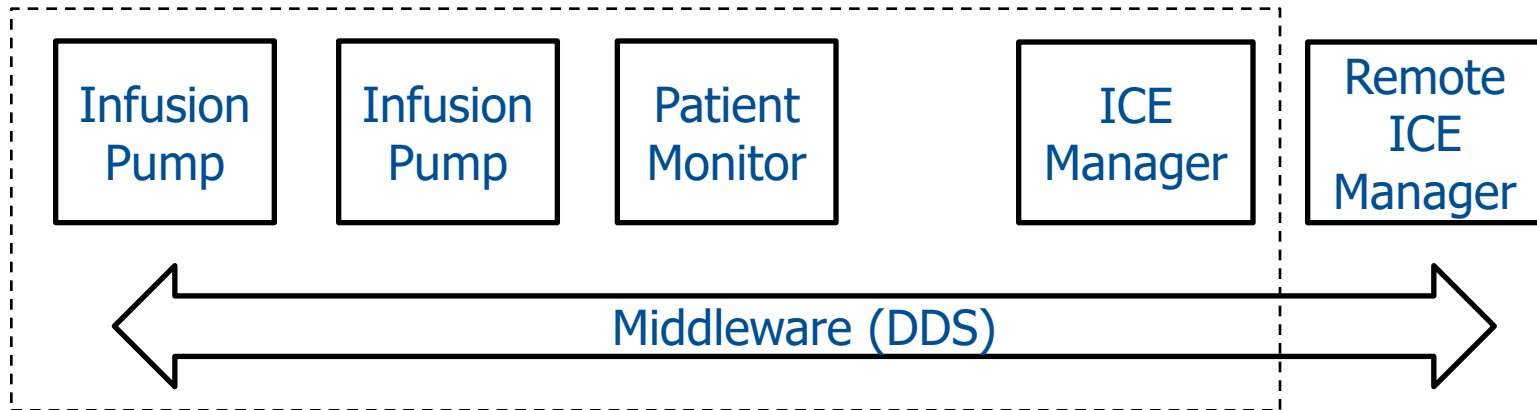 Infusion
Pump
Infusion
Pump
Patient
Monitor
ICE
Manager
Remote
ICE
Manager
Middleware (DDS)